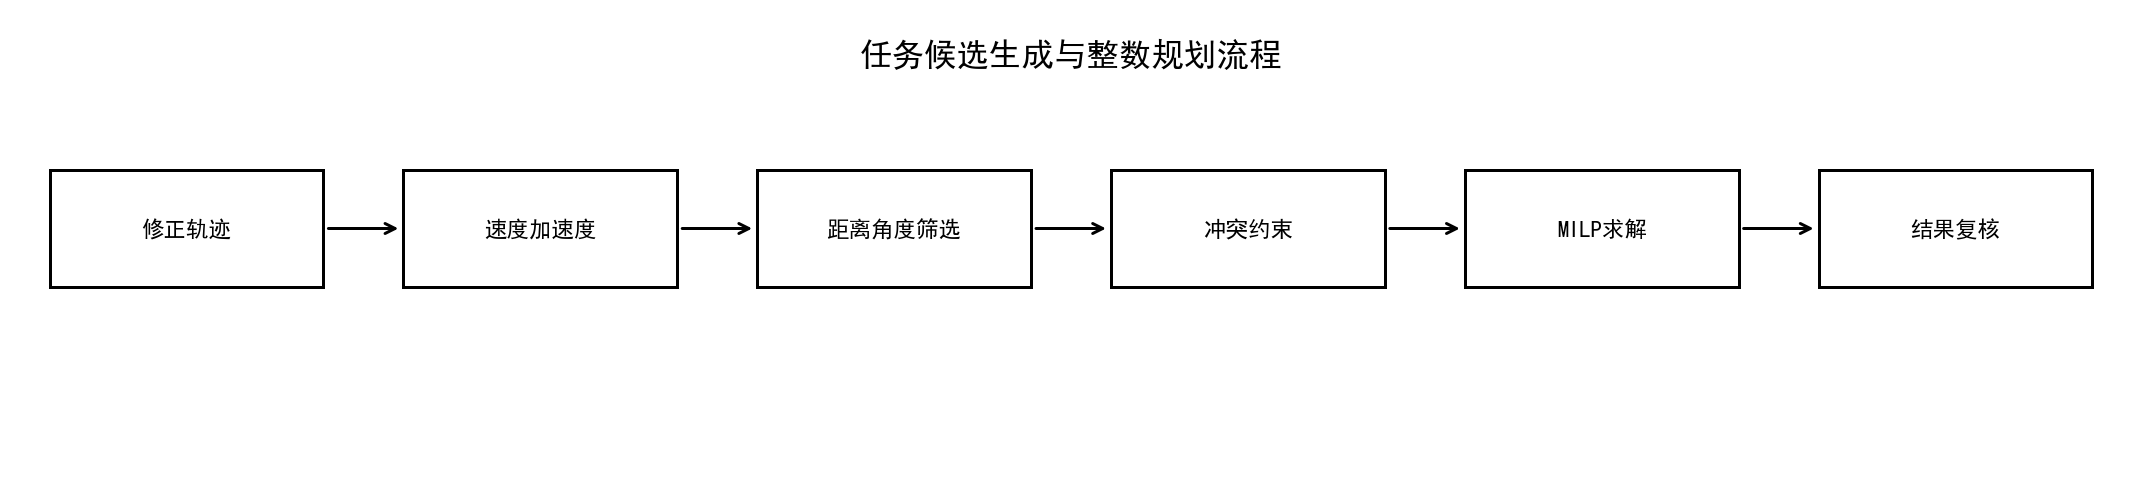 任务候选生成与整数规划流程
修正轨迹
速度加速度
距离角度筛选
冲突约束
MILP求解
结果复核